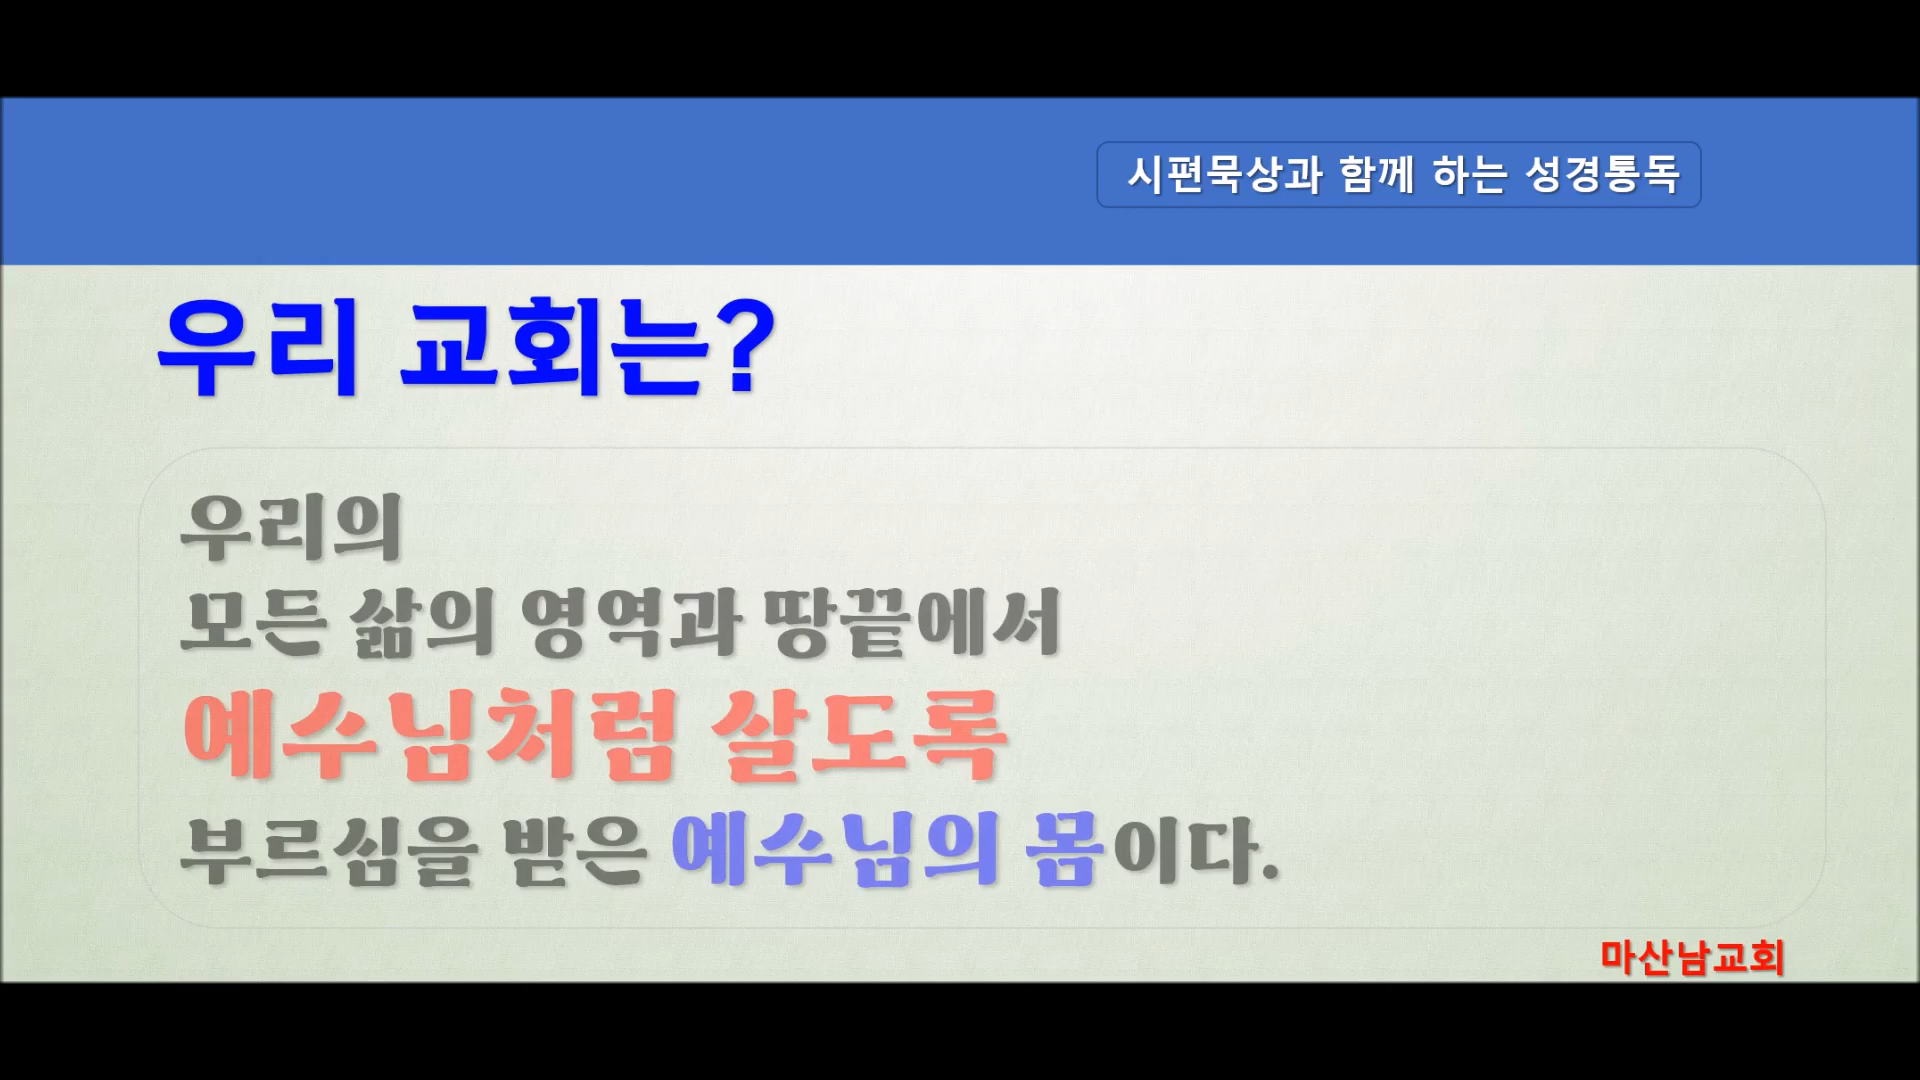 시편묵상과 함께 하는 성경통독
우리 교회는?
우리의
모든 삶의 영역과 땅끝에서
예수님처럼 살도록
부르심을 받은 예수님의 몸이다.
마산남교회